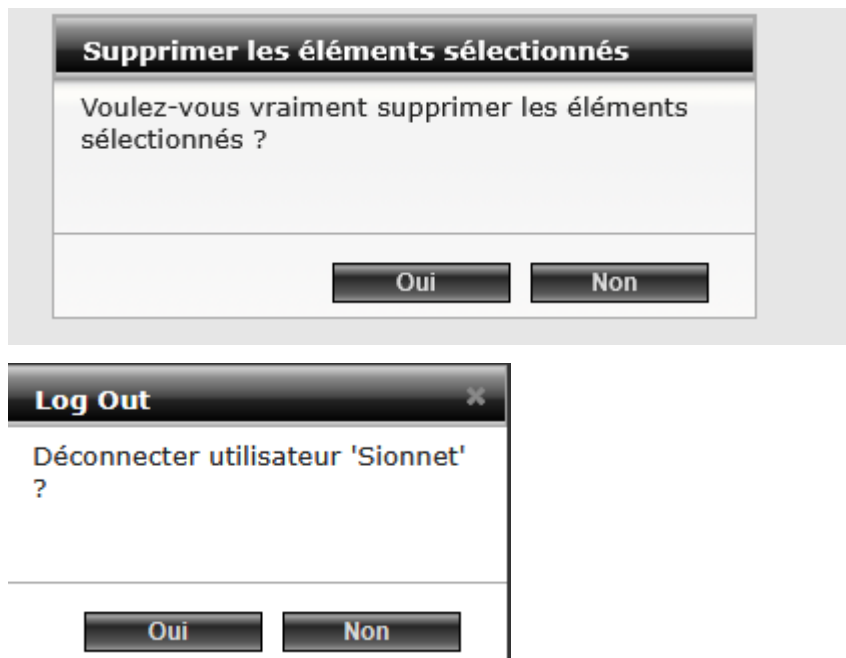 Supprimer les éléments sélectionnés
Voulez-vous vraiment supprimer les éléments
sélectionnés ?
Oui Non
Log Out
Déconnecter utilisateur 'Sionnet'
?
Oui Non